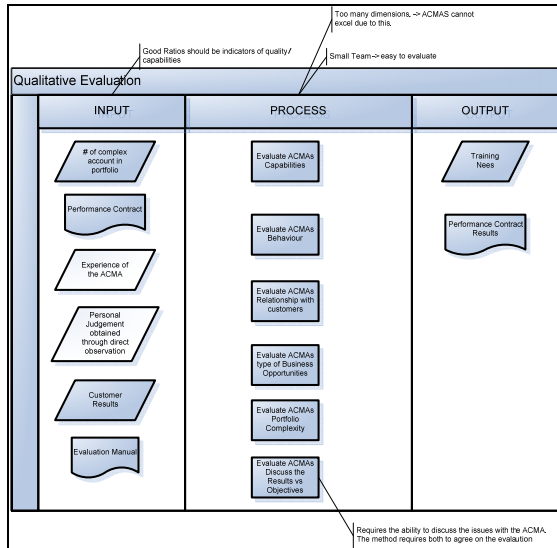 Too many dimensions. -> ACMAS cannot
excel due to this.
Good Ratios should be indicators of quality/
capabilities
Small Team -> easy to evaluate
Qualitative Evaluation
INPUT
PROCESS
OUTPUT
# of complex
account in
portfolio
Performance Contract
Experience of
the ACMA
Personal
Judgement
obtained
through direct
observation
Customer
Results
Evaluation Manual
Evaluate ACMAs
Capabilities
Evaluate ACMAs
Behaviour
Evaluate ACMAs
Relationship with
customers
Evaluate ACMAs
type of Business
Opportunities
Evaluate ACMAs
Portfolio
Complexity
Evaluate ACMAs
Discuss the
Results vs
Objectives
Training
Nees
Performance Contract
Results
Requires the ability to discuss the issues with the ACMA.
The method requires both to agree on the evalaution